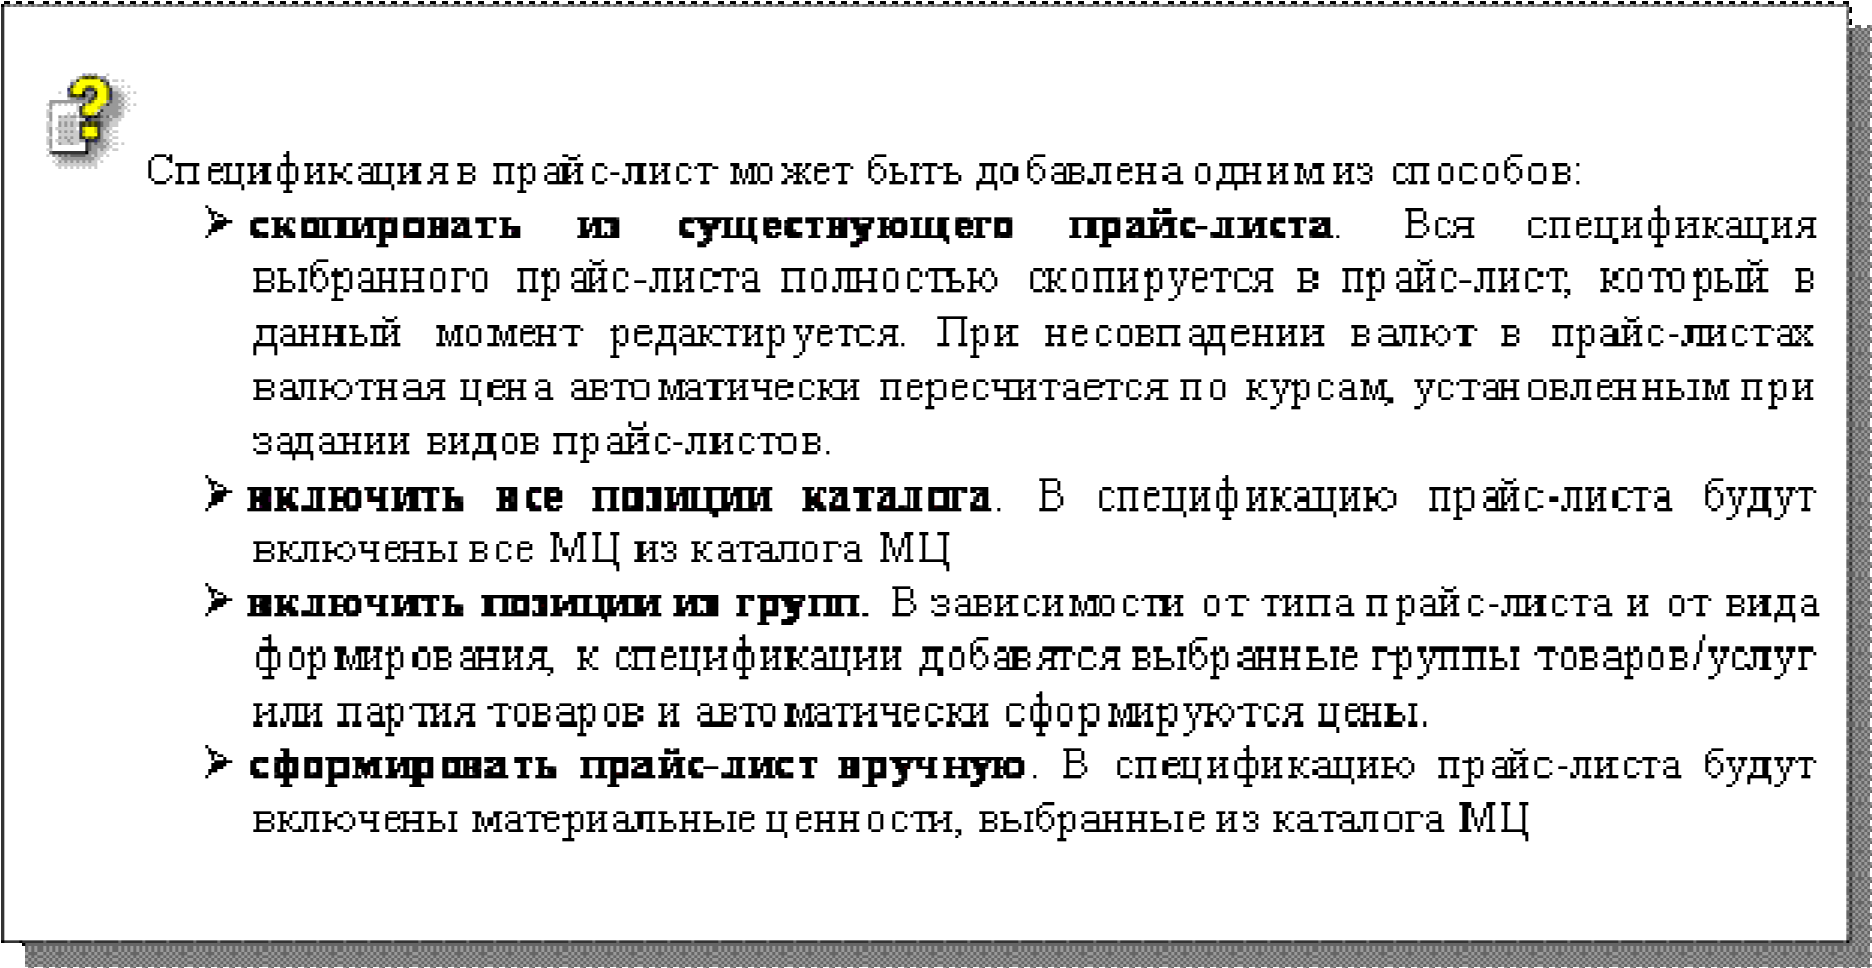 Спецификация в прайс-лист может быть добавлена одним из способов:
➢ скопировать из существующего прайс-листа. Вся спецификация
выбранного прайс-листа полностью скопируется в прайс-лист, который в
данный момент редактируется. При несовпадении валют в прайс-листах
валютная цена автоматически пересчитается по курсам, установленным при
задании видов прайс-листов.
➢ включить все позиции каталога. В спецификацию прайс-листа будут
включены все МЦ из каталога МЦ
➢ включить позиции из групп. В зависимости от типа прайс-листа и от вида
формирования, к спецификации добавятся выбранные группы товаров/услуг
или партия товаров и автоматически сформируются цены.
➢ сформировать прайс-лист вручную. В спецификацию прайс-листа будут
включены материальные ценности, выбранные из каталога МЦ